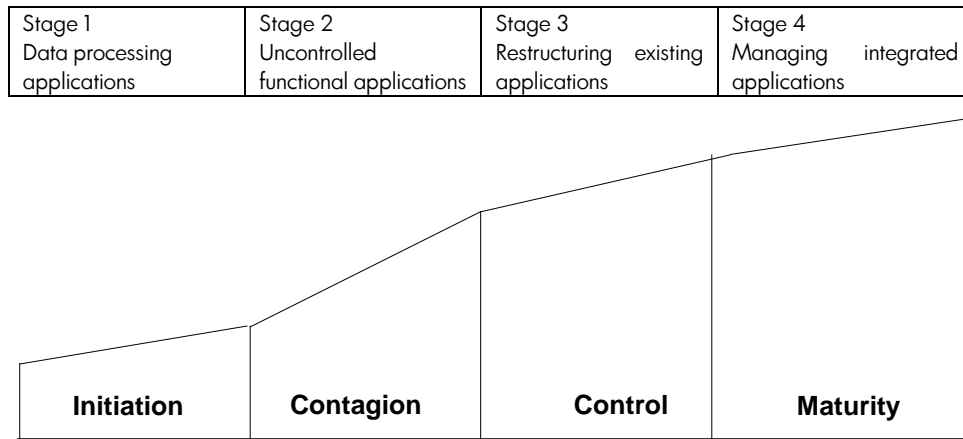 Stage 1
Data processing
applications
Stage 2
Uncontrolled
functional applications
Stage 3
Restructuring existing
applications
Stage 4
Managing integrated
applications
Initiation
Contagion
Control
Maturity